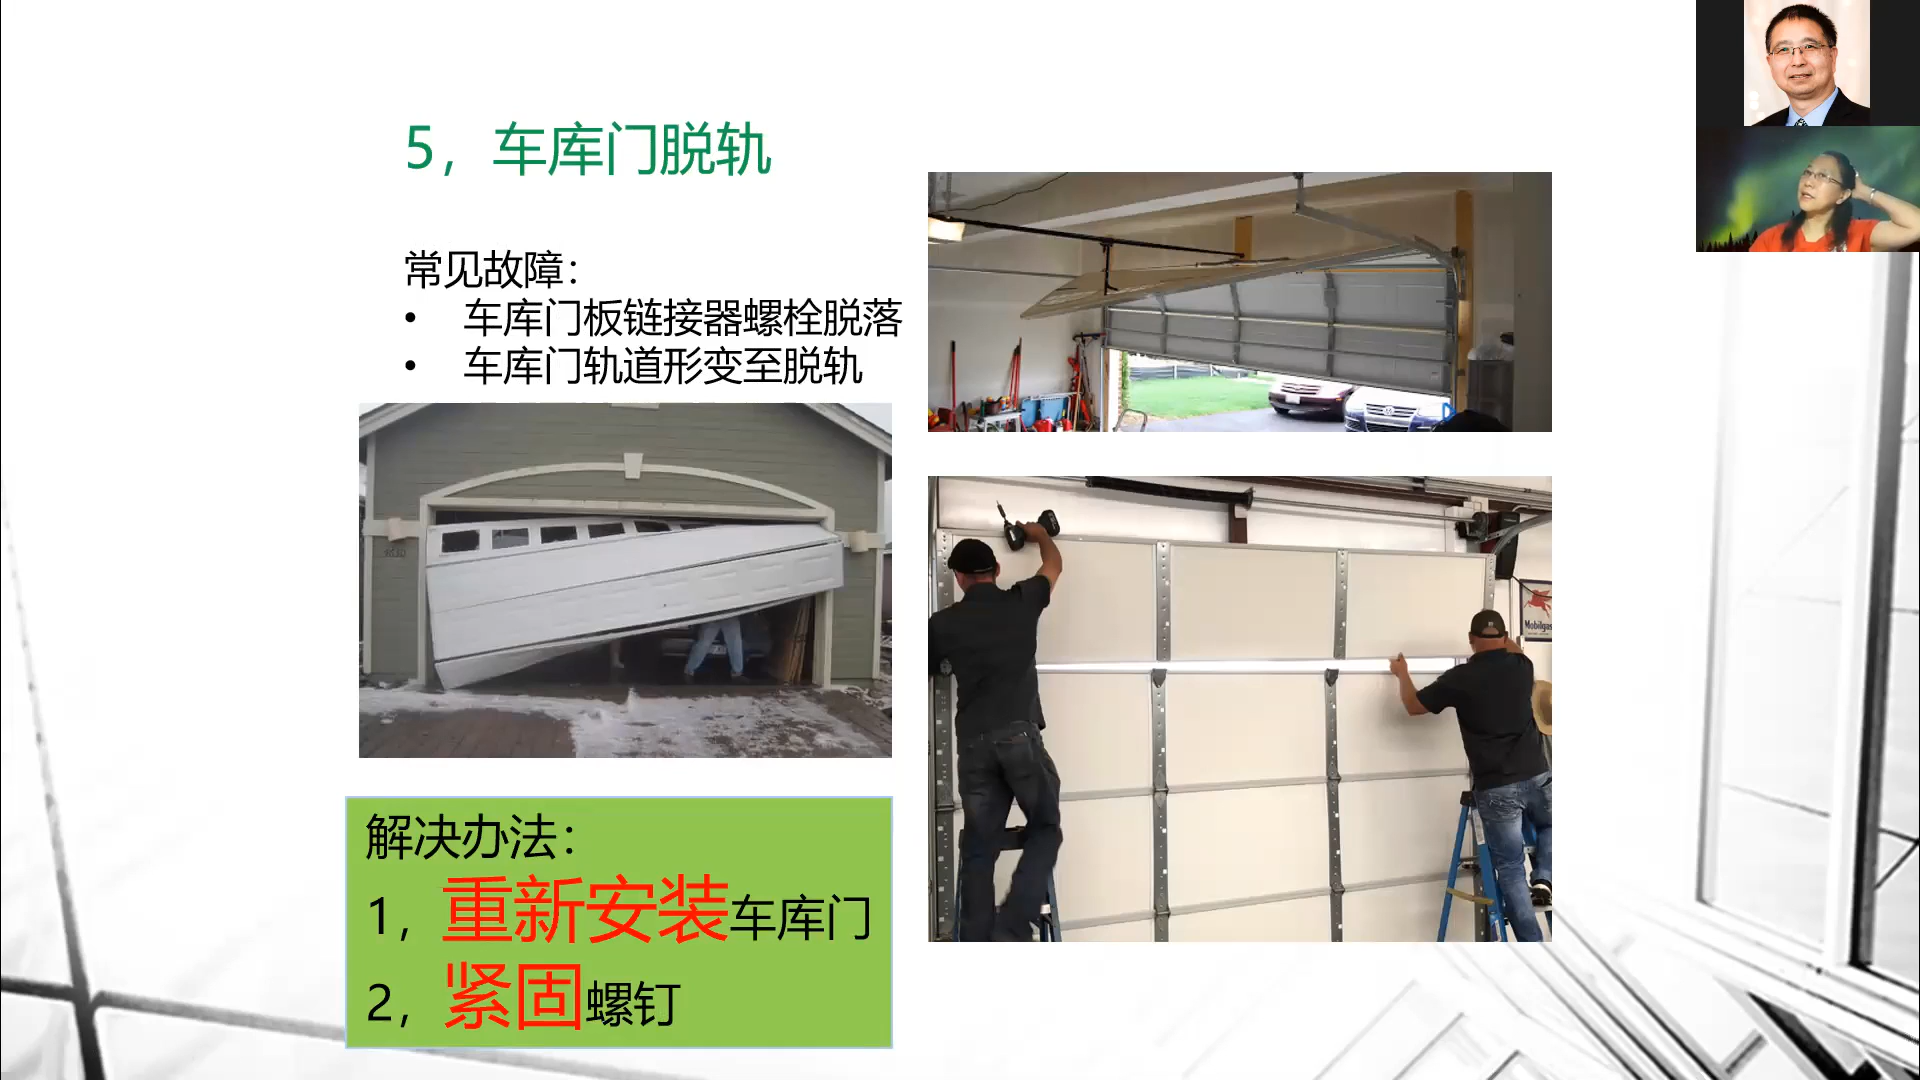 5，车库门脱轨
常见故障：
• 车库门板链接器螺栓脱落
• 车库门轨道形变至脱轨
解决办法：
1，重新安装车库门
2，紧固螺钉
Mobilgas